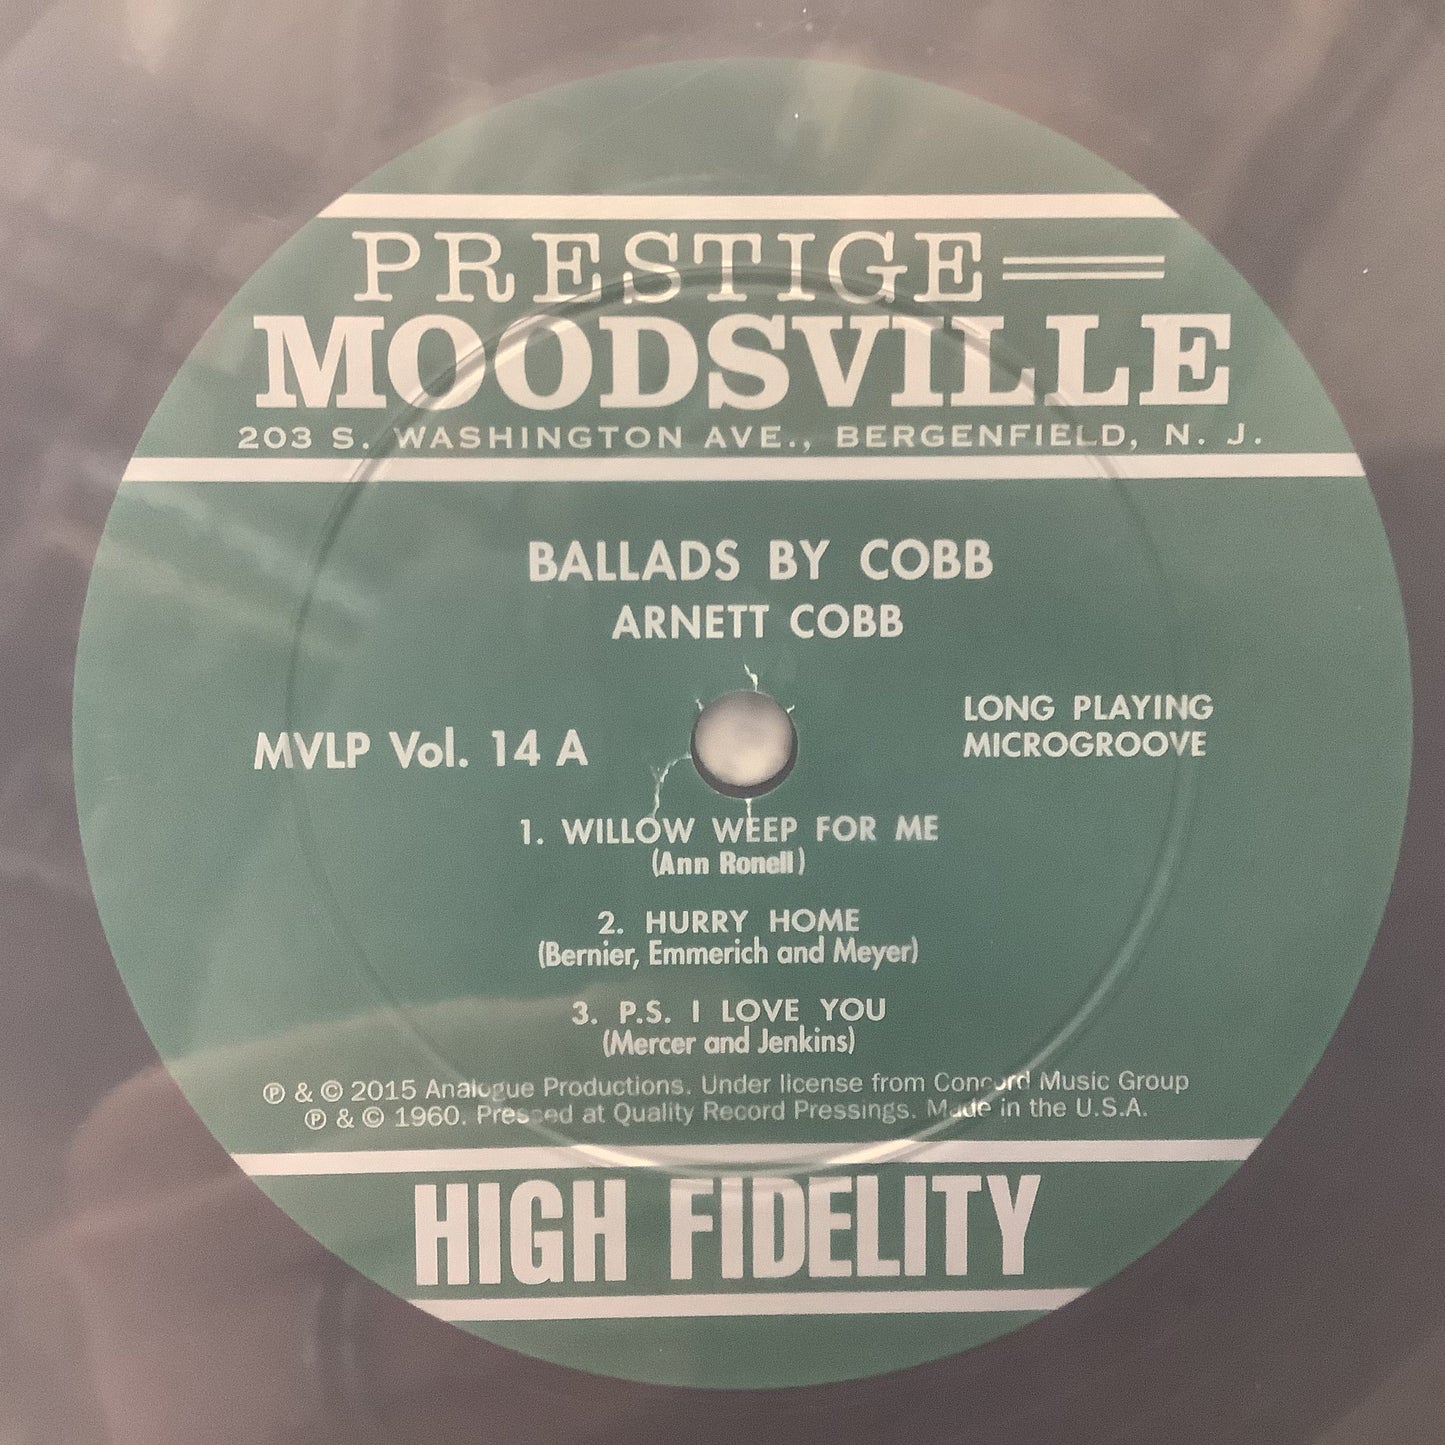 PRESTIGE
MOODSVILLE
203 S. WASHINGTON AVE., BERGENFIELD, N. J.
BALLADS BY COBB
ARNETT COBB
MVLP Vol. 14 A
LONG PLAYING
MICROGROOVE
1. WILLOW WEEP FOR ME
(Ann Ronell)
2. HURRY HOME
(Bernier, Emmerich and Meyer)
3. P.S. I LOVE YOU
(Mercer and Jenkins)
℗ & © 2015 Analogue Productions. Under license from Concord Music Group
℗ & © 1960. Pressed at Quality Record Pressings. Made in the U.S.A.
HIGH FIDELITY